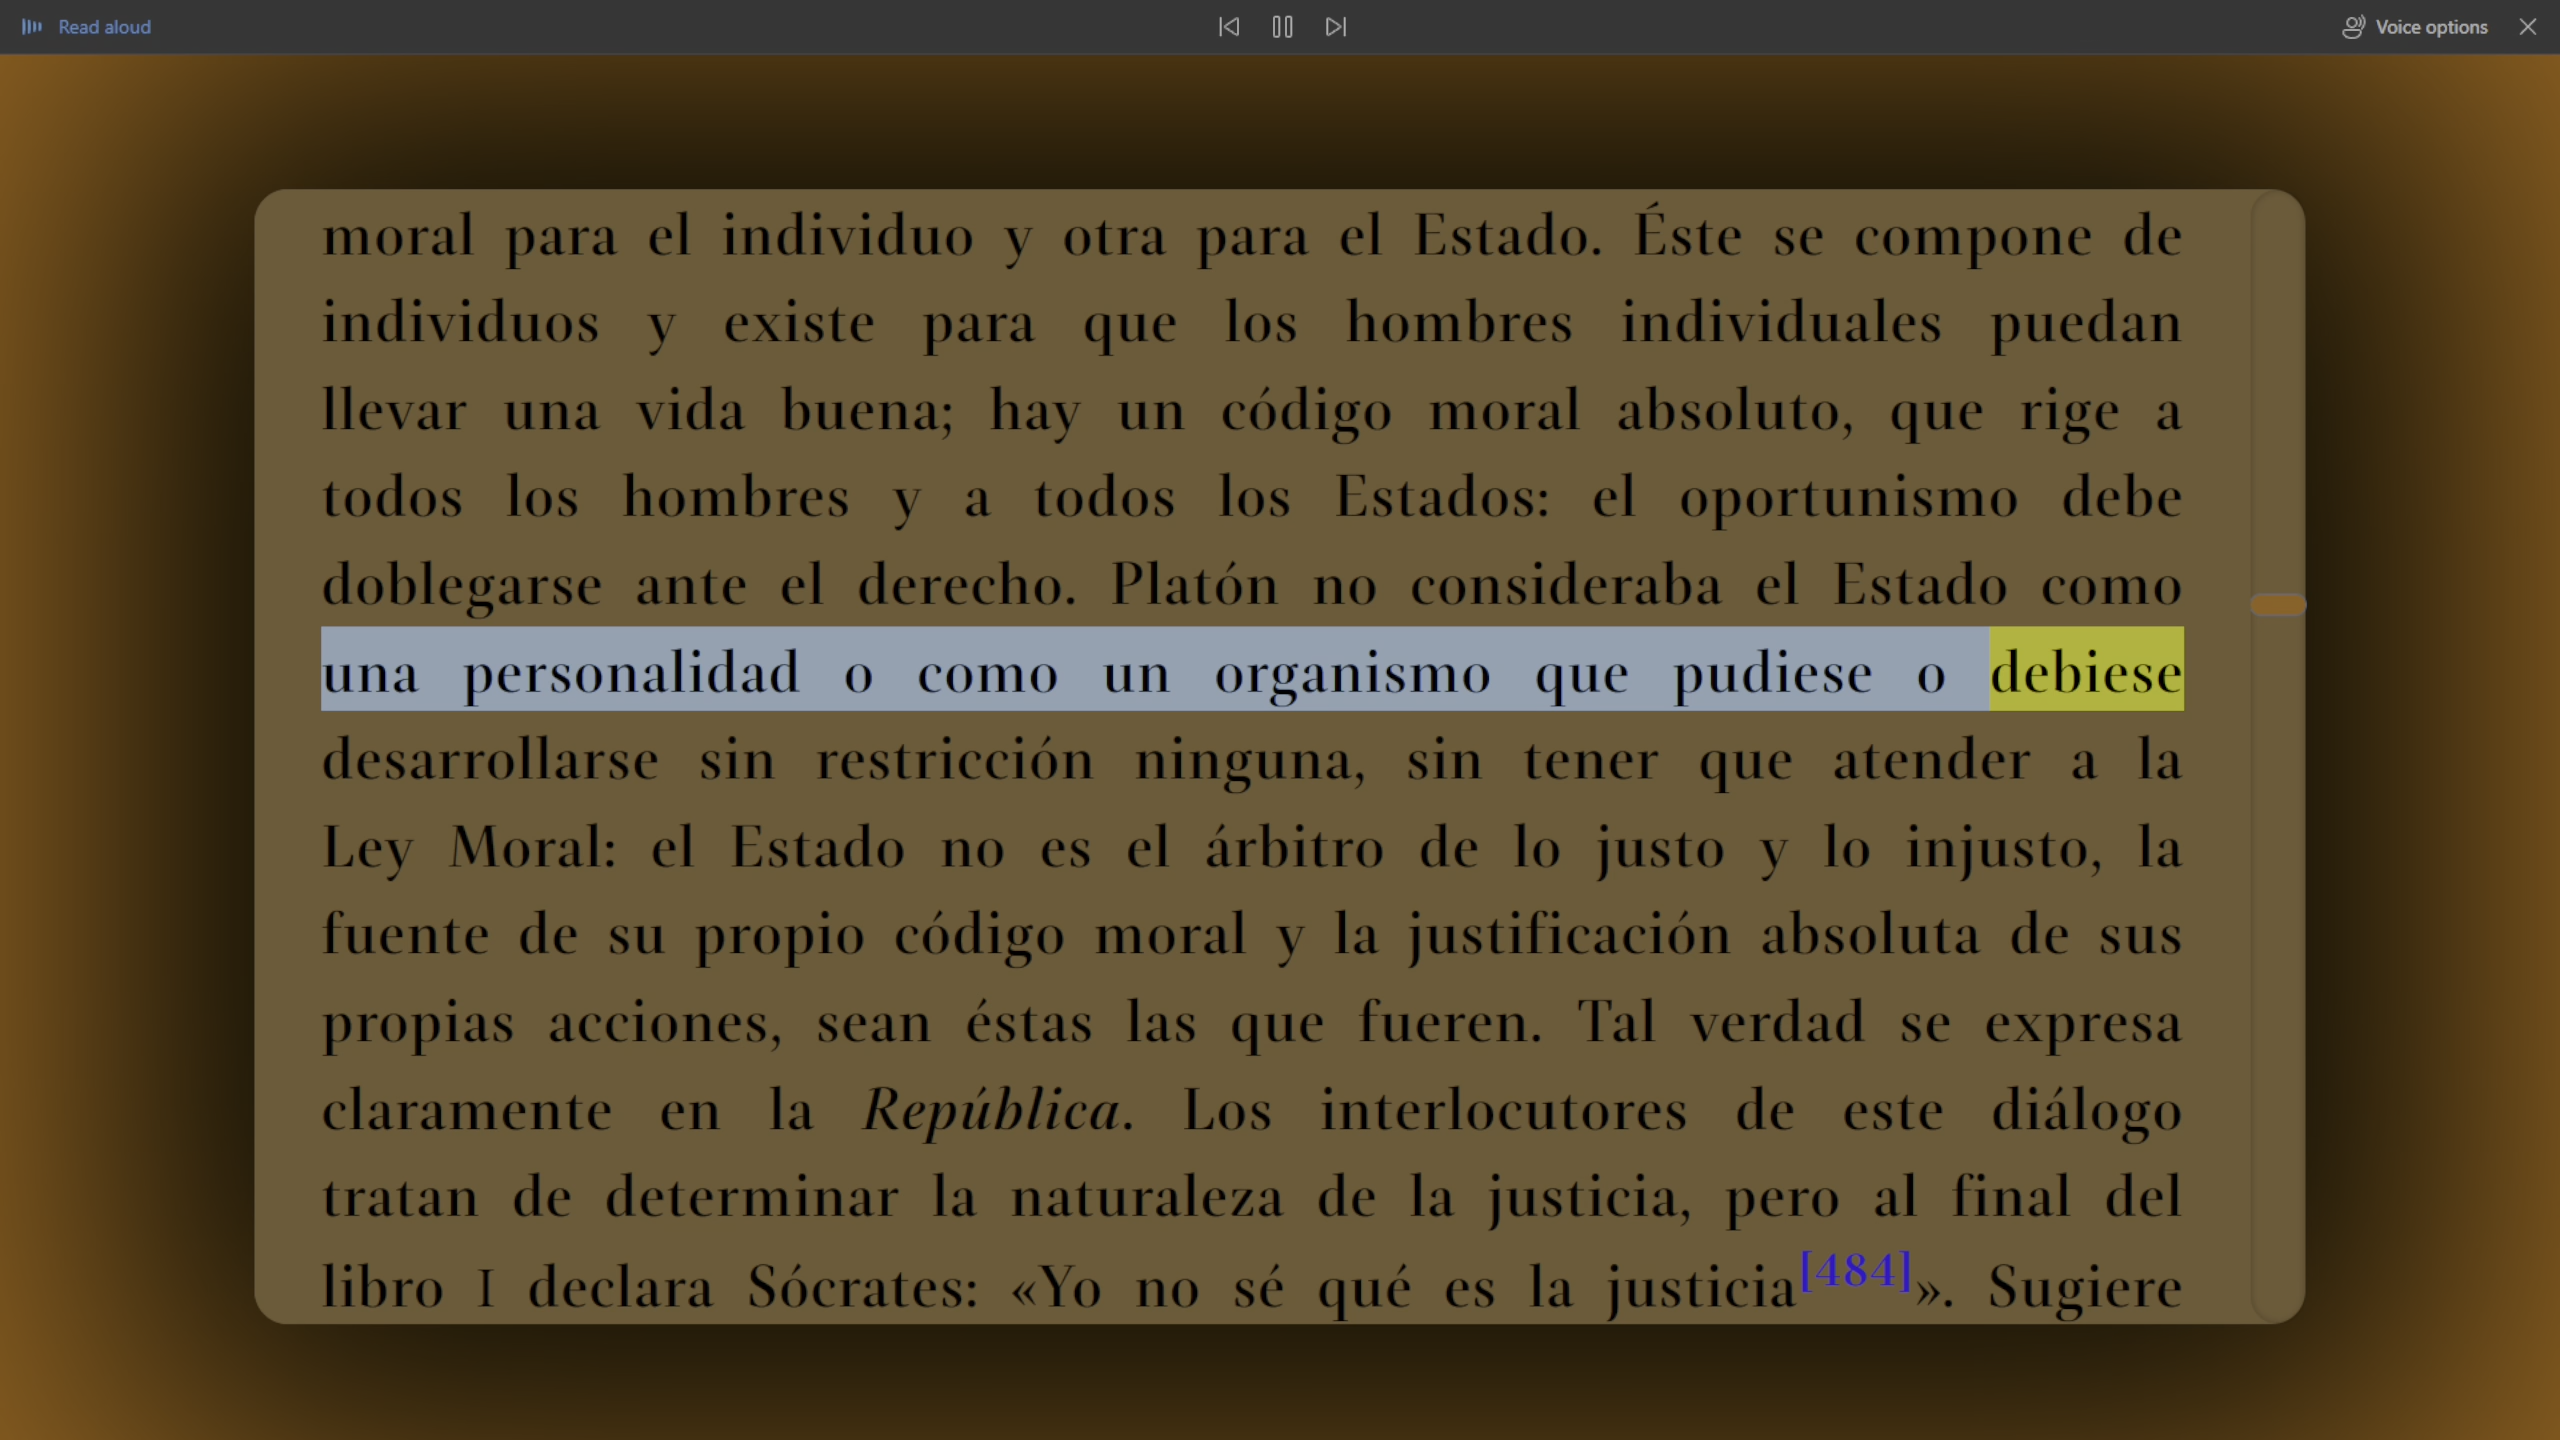 Read aloud
Voice options
moral para el individuo y otra para el Estado. Éste se compone de
individuos y existe para que los hombres individuales puedan
llevar una vida buena; hay un código moral absoluto, que rige a
todos los hombres y a todos los Estados: el oportunismo debe
doblegarse ante el derecho. Platón no consideraba el Estado como
una personalidad o como un organismo que pudiese o debiese
desarrollarse sin restricción ninguna, sin tener que atender a la
Ley Moral: el Estado no es el árbitro de lo justo y lo injusto, la
fuente de su propio código moral y la justificación absoluta de sus
propias acciones, sean éstas las que fueren. Tal verdad se expresa
claramente en la República. Los interlocutores de este diálogo
tratan de determinar la naturaleza de la justicia, pero al final del
libro I declara Sócrates: «Yo no sé qué es la justicia[484]». Sugiere